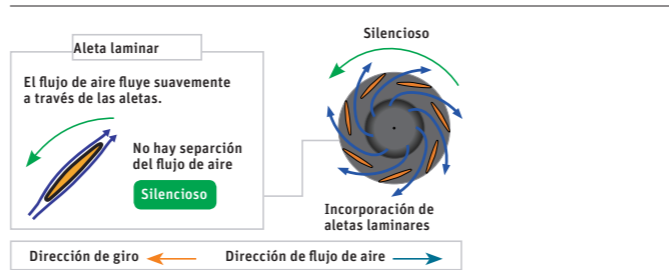 Silencioso
Aleta laminar
El flujo de aire fluye suavemente
a través de las aletas.
No hay separción
del flujo de aire
Silencioso
Incorporación de
aletas laminares
Dirección de giro
Dirección de flujo de aire